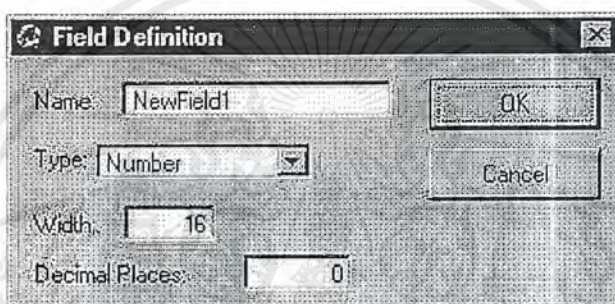 Field Definition
Name: NewField1
OK
Type: Number
Cancel
Width: 16
Decimal Places: 0